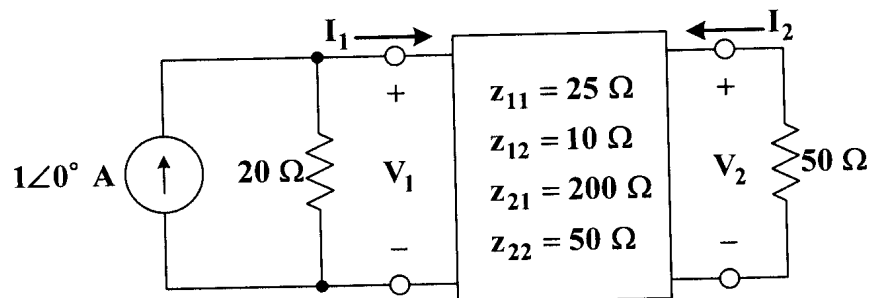 I₁
I₂
+
z₁₁ = 25 Ω
+
z₁₂ = 10 Ω
1∠0° A
20 Ω
V₁
V₂
50 Ω
z₂₁ = 200 Ω
−
z₂₂ = 50 Ω
−